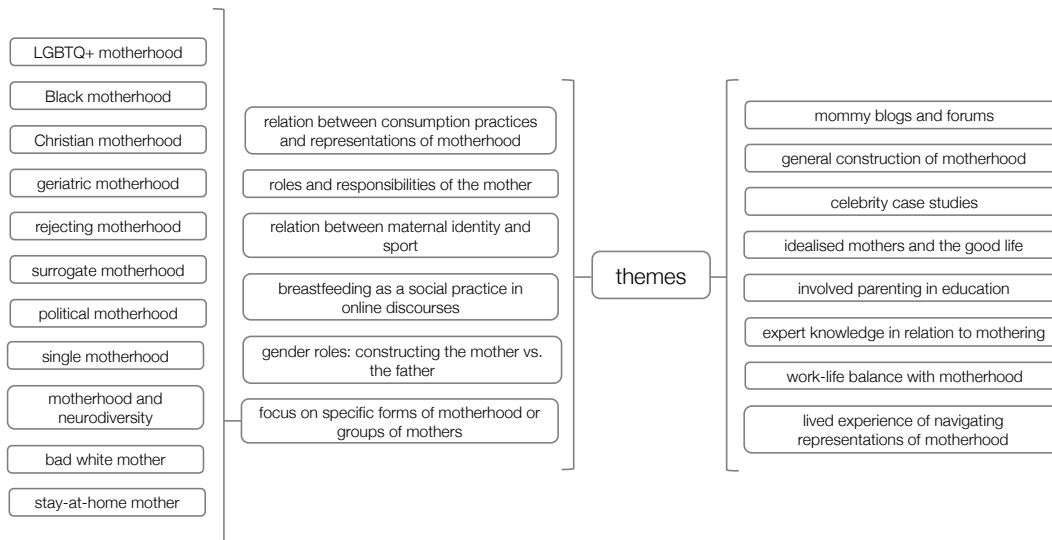 LGBTQ+ motherhood
Black motherhood
Christian motherhood
geriatric motherhood
rejecting motherhood
surrogate motherhood
political motherhood
single motherhood
motherhood and
neurodiversity
bad white mother
stay-at-home mother
relation between consumption practices
and representations of motherhood
roles and responsibilities of the mother
relation between maternal identity and
sport
breastfeeding as a social practice in
online discourses
gender roles: constructing the mother vs.
the father
focus on specific forms of motherhood or
groups of mothers
themes
mommy blogs and forums
general construction of motherhood
celebrity case studies
idealised mothers and the good life
involved parenting in education
expert knowledge in relation to mothering
work-life balance with motherhood
lived experience of navigating
representations of motherhood